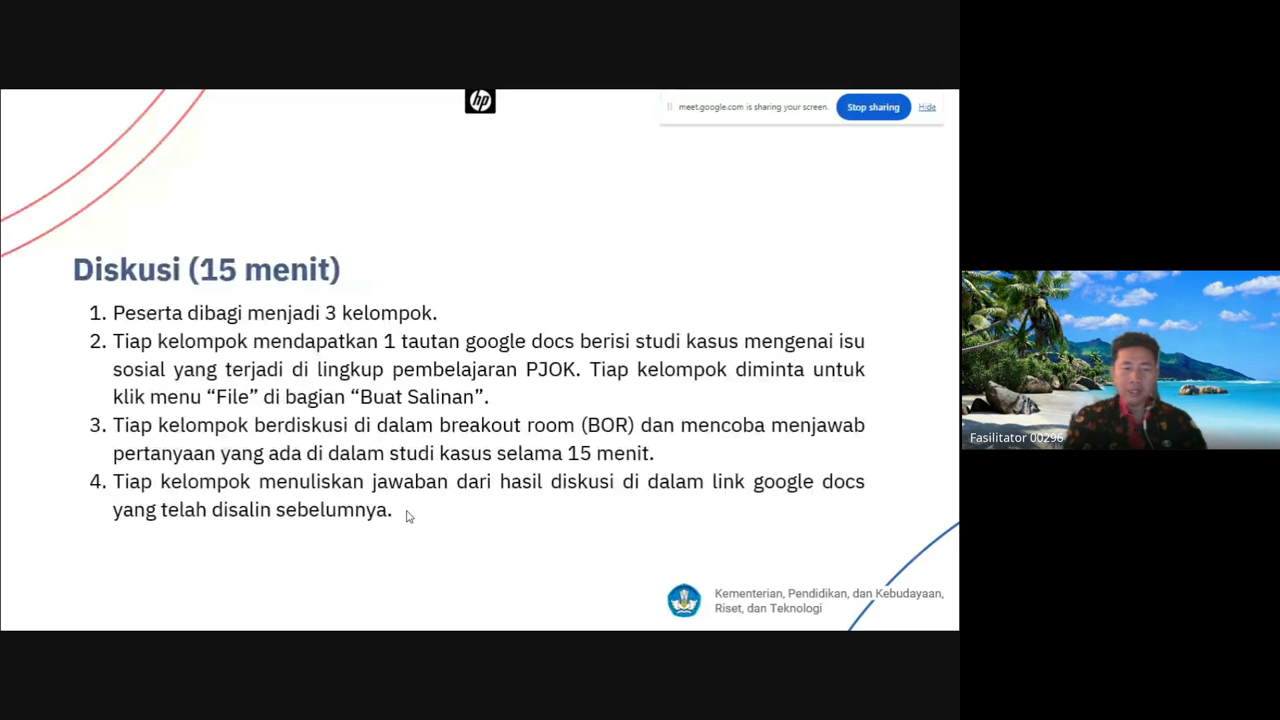 hp
meet.google.com is sharing your screen. Stop sharing Hide
Diskusi (15 menit)
1. Peserta dibagi menjadi 3 kelompok.
2. Tiap kelompok mendapatkan 1 tautan google docs berisi studi kasus mengenai isu
sosial yang terjadi di lingkup pembelajaran PJOK. Tiap kelompok diminta untuk
klik menu “File” di bagian “Buat Salinan”.
3. Tiap kelompok berdiskusi di dalam breakout room (BOR) dan mencoba menjawab
pertanyaan yang ada di dalam studi kasus selama 15 menit.
4. Tiap kelompok menuliskan jawaban dari hasil diskusi di dalam link google docs
yang telah disalin sebelumnya.
Kementerian, Pendidikan, dan Kebudayaan,
Riset, dan Teknologi
Fasilitator 00296